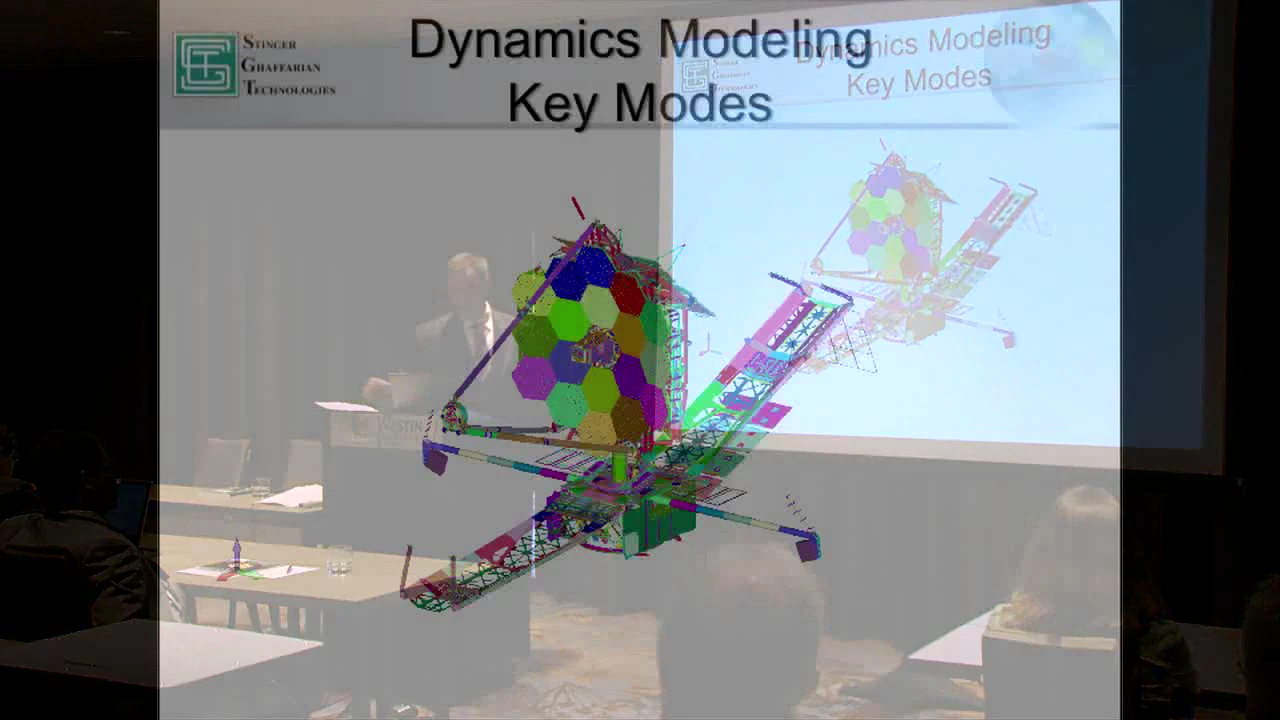 Dynamics Modeling
Key Modes
STINGER
GHAFFARIAN
TECHNOLOGIES
Dynamics Modeling
Key Modes